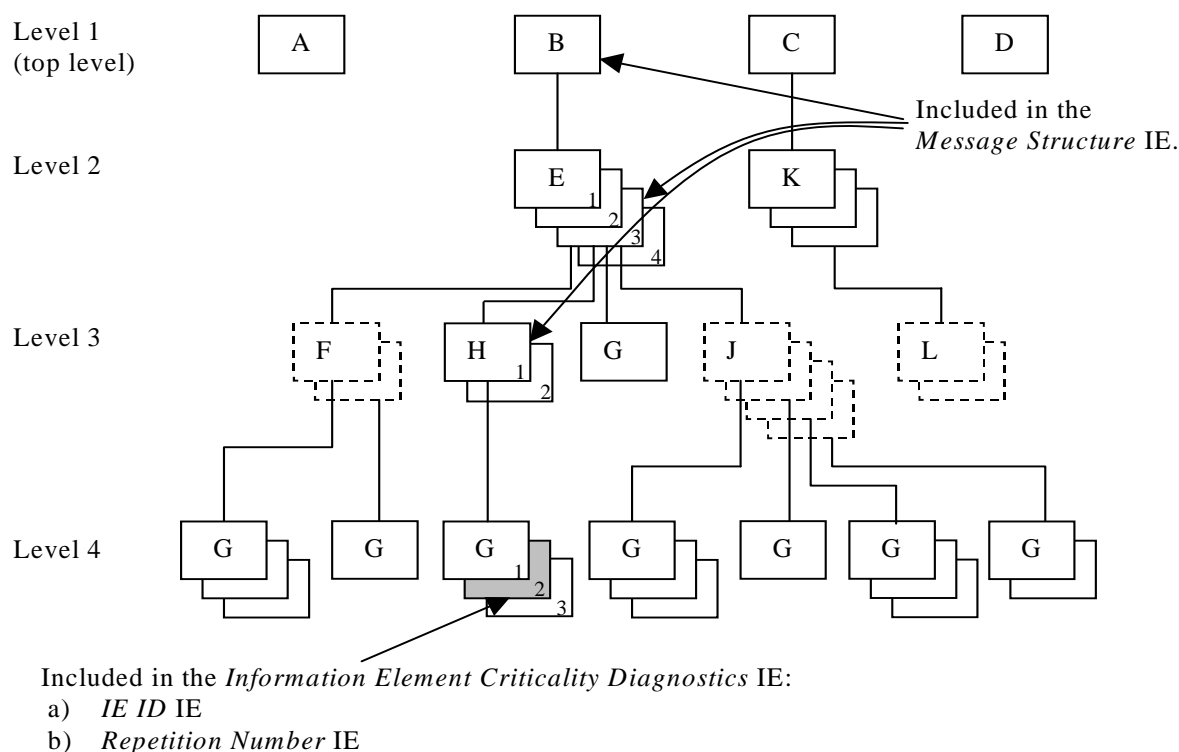 Level 1
(top level)
A
B
C
D
Included in the
Message Structure IE.
Level 2
E
1
2
3
4
K
Level 3
F
H
1
2
G
J
L
Level 4
G
G
G
1
2
3
G
G
G
G
Included in the Information Element Criticality Diagnostics IE:
a) IE ID IE
b) Repetition Number IE